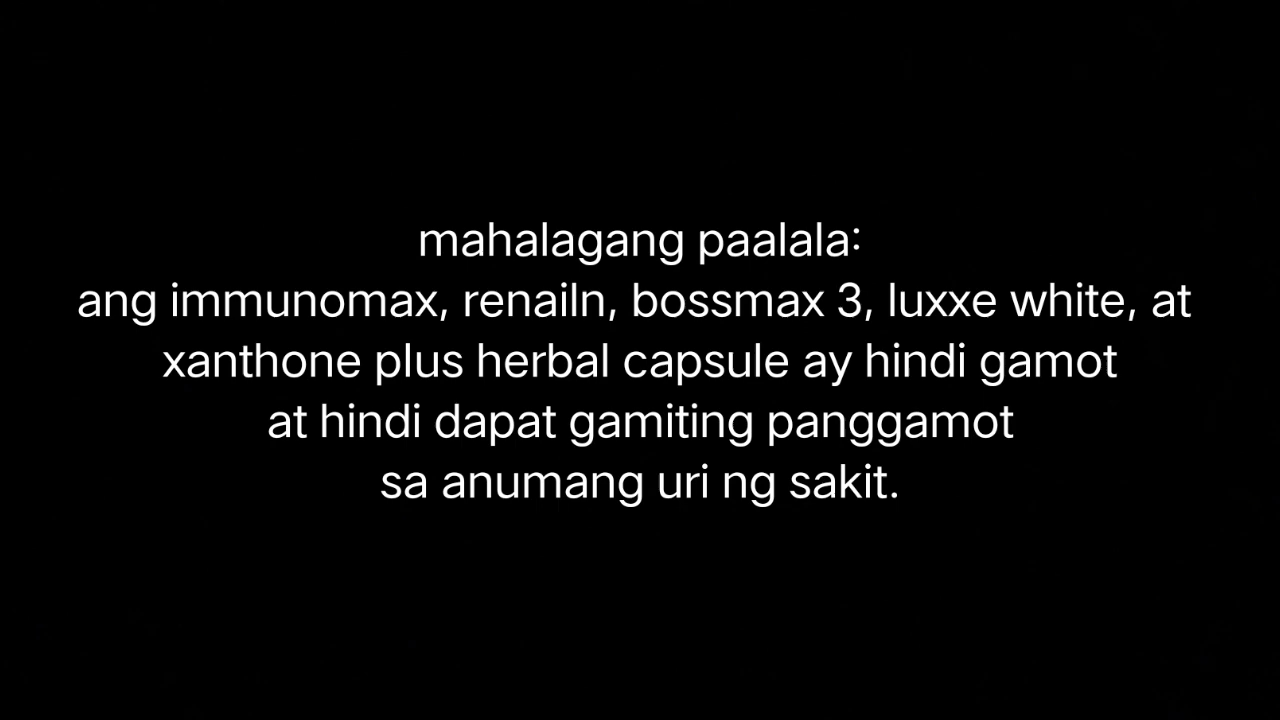 mahalagang paalala:
ang immunomax, renailn, bossmax 3, luxxe white, at
xanthone plus herbal capsule ay hindi gamot
at hindi dapat gamiting panggamot
sa anumang uri ng sakit.